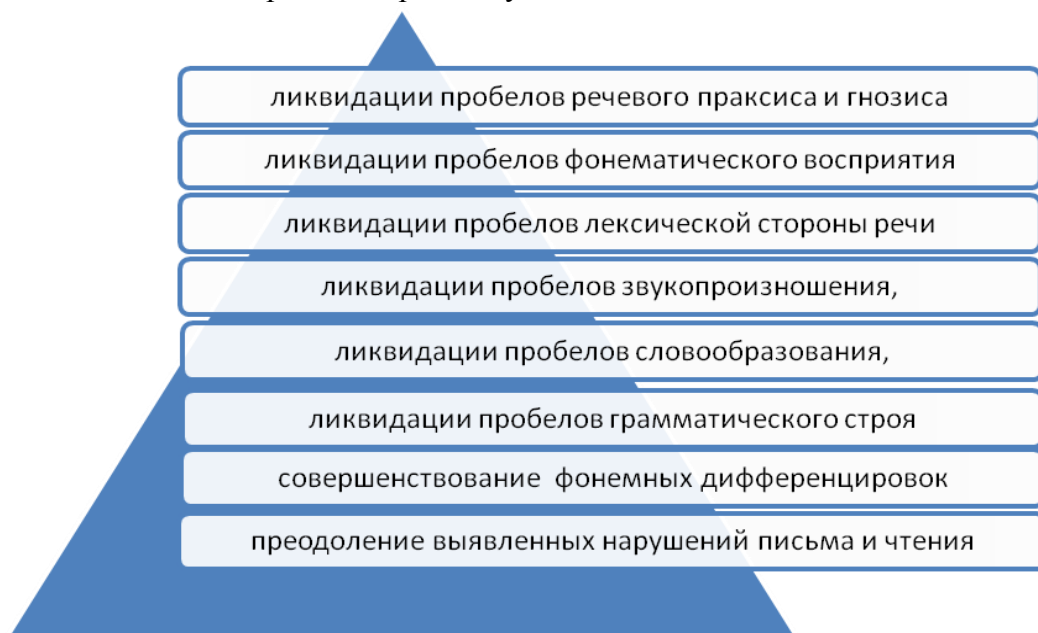 ликвидации пробелов речевого праксиса и гнозиса
ликвидации пробелов фонематического восприятия
ликвидации пробелов лексической стороны речи
ликвидации пробелов звукопроизношения,
ликвидации пробелов словообразования,
ликвидации пробелов грамматического строя
совершенствование фонемных дифференцировок
преодоление выявленных нарушений письма и чтения